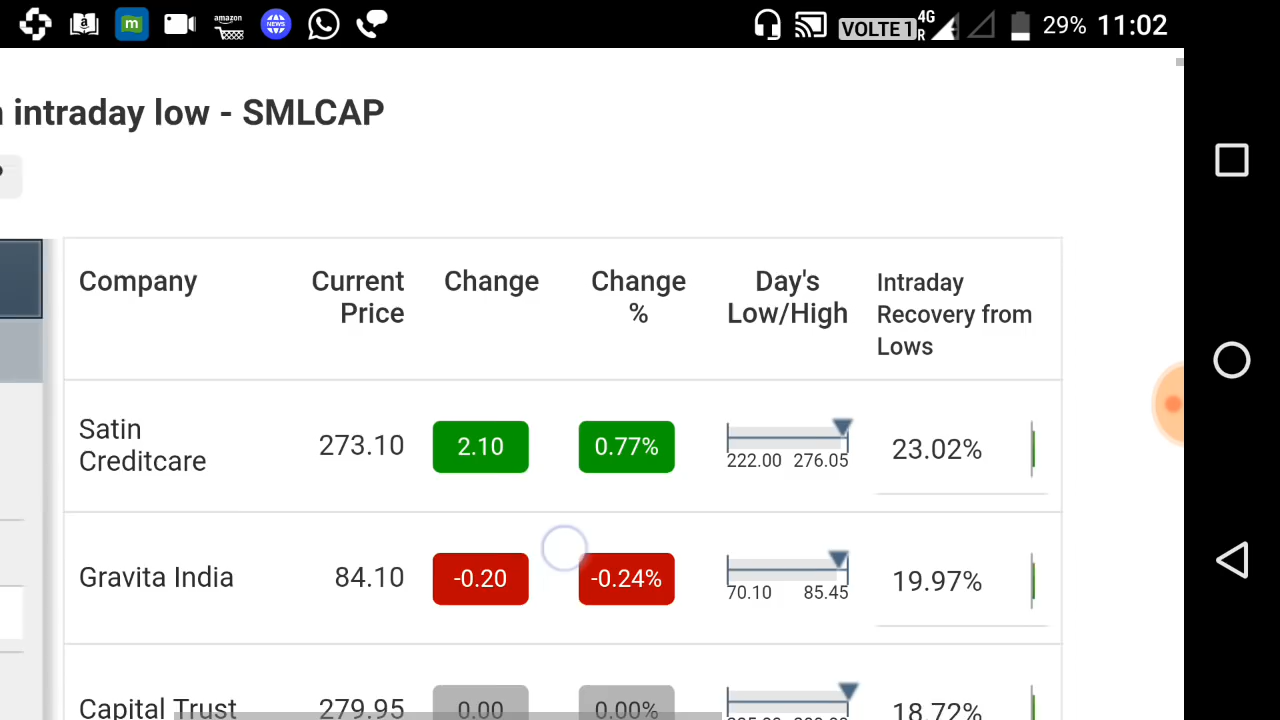 amazon
NEWS
VOLTE 1
4G
R
29%
11:02
intraday low - SMLCAP
Company
Current Price
Change
Change %
Day's Low/High
Intraday Recovery from Lows
Satin Creditcare
273.10
2.10
0.77%
222.00 276.05
23.02%
Gravita India
84.10
-0.20
-0.24%
70.10 85.45
19.97%
Capital Trust
279.95
0.00
0.00%
18.72%